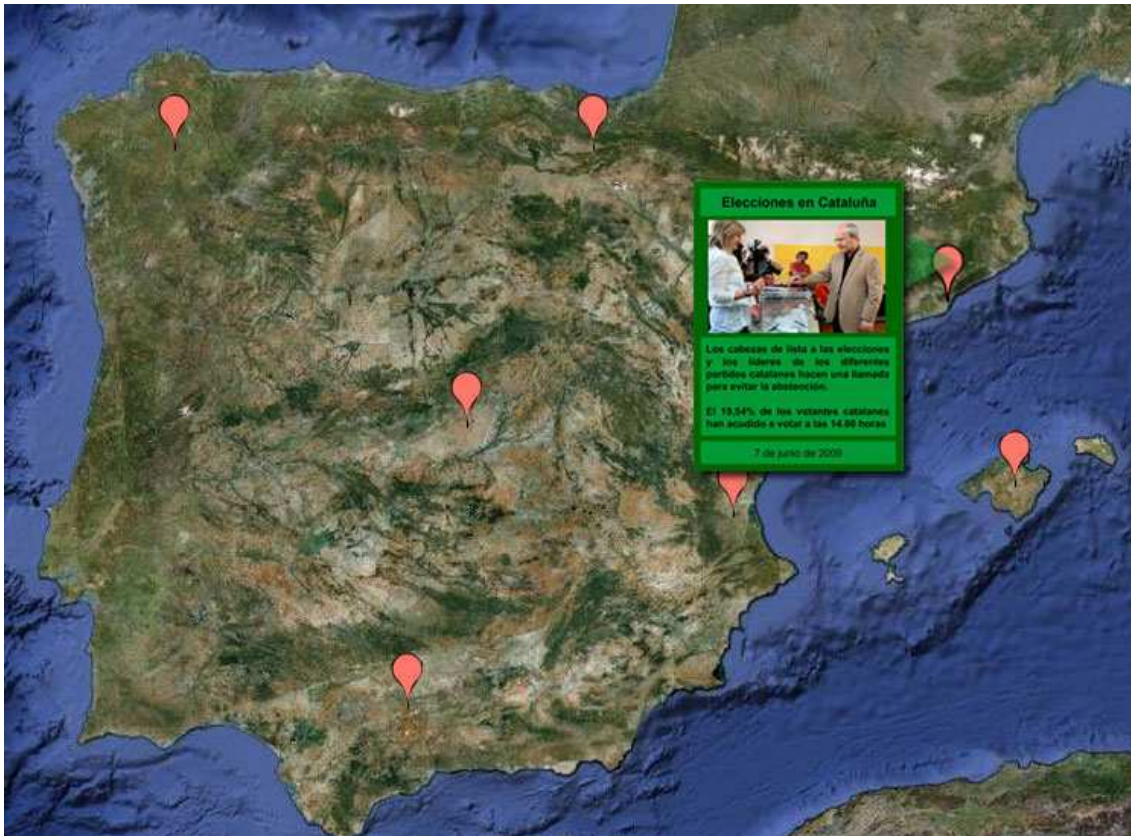 Elecciones en Cataluña
Los cabezas de lista a las elecciones
y los líderes de los diferentes
partidos catalanes hacen una llamada
para evitar la abstención.
El 19,54% de los votantes catalanes
han acudido a votar a las 14.00 horas
7 de junio de 2009